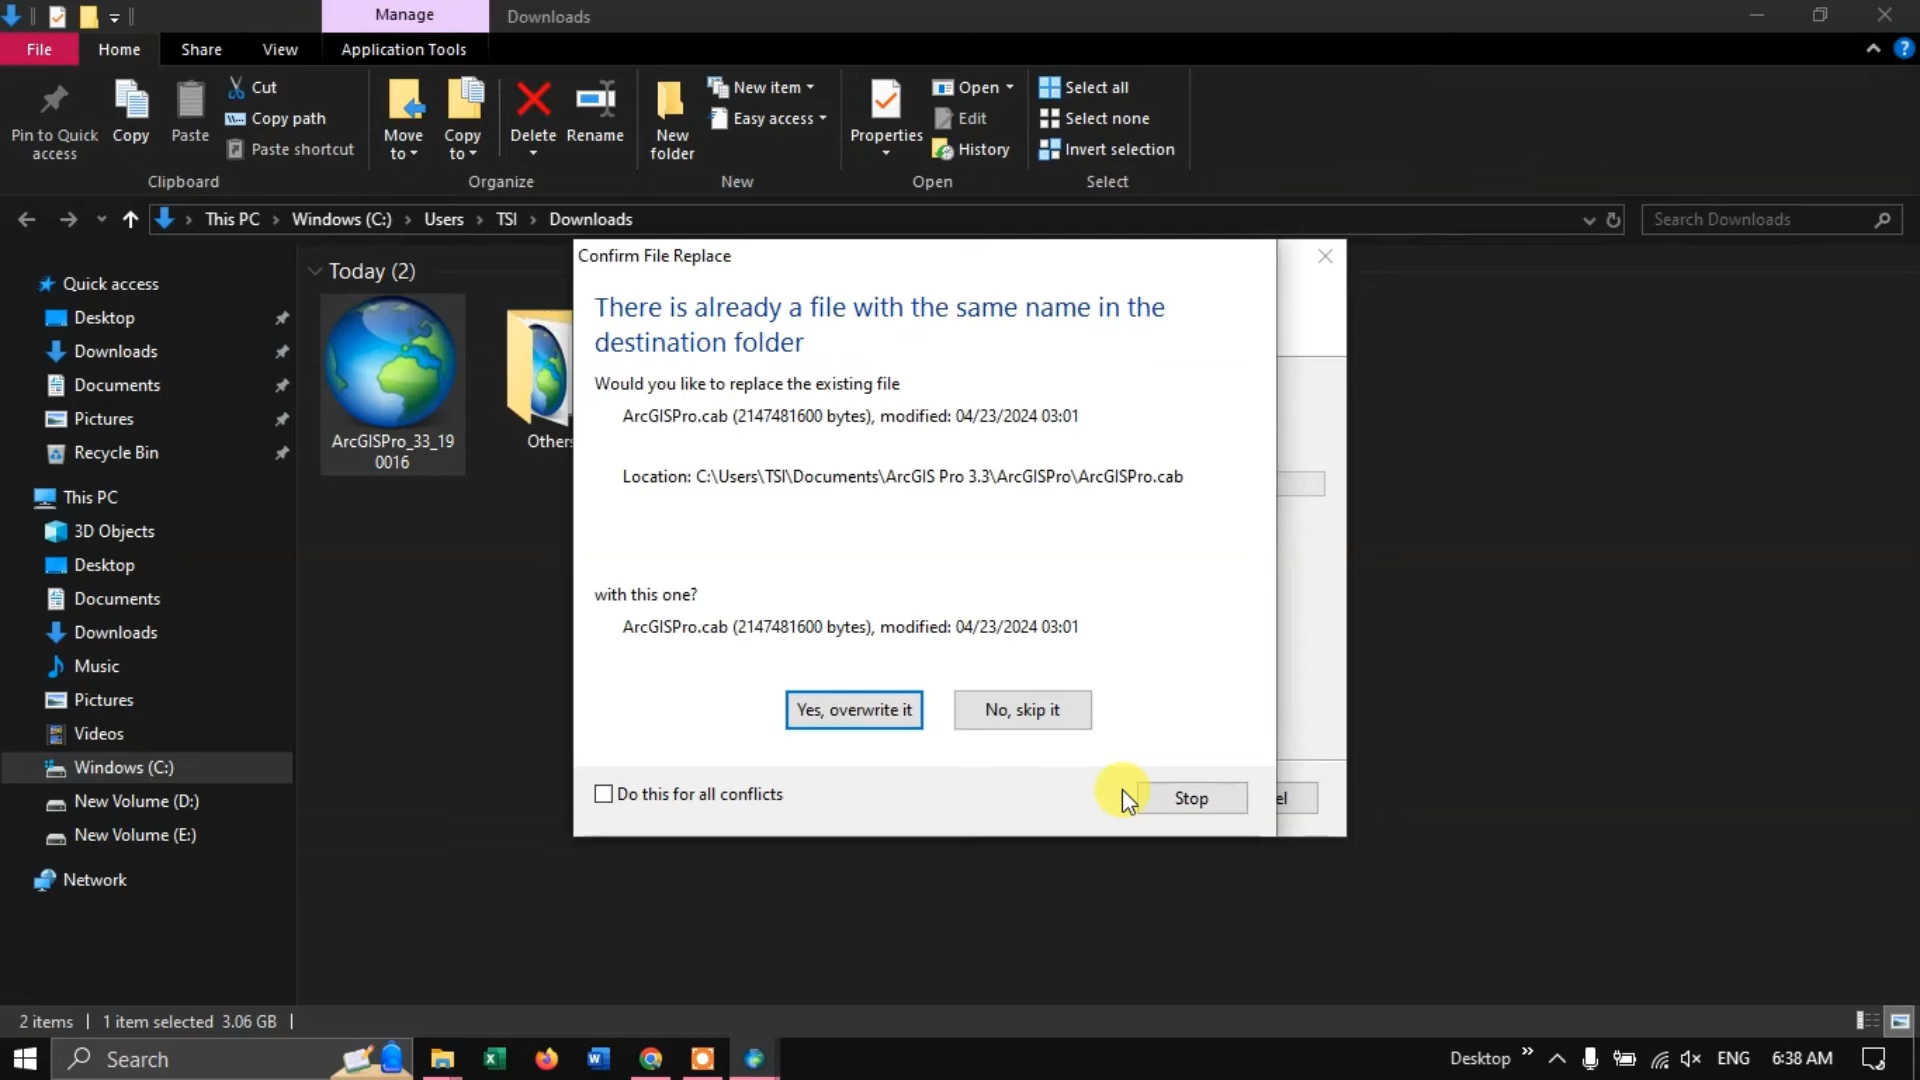 Manage
Downloads
File
Home
Share
View
Application Tools
Pin to Quick access
Copy
Paste
Cut
Copy path
Paste shortcut
Move to
Copy to
Delete
Rename
New folder
New item
Easy access
Properties
Open
Edit
History
Select all
Select none
Invert selection
Clipboard
Organize
New
Open
Select
This PC
Windows (C:)
Users
TSI
Downloads
Search Downloads
Quick access
Desktop
Downloads
Documents
Pictures
Recycle Bin
This PC
3D Objects
Desktop
Documents
Downloads
Music
Pictures
Videos
Windows (C:)
New Volume (D:)
New Volume (E:)
Network
Today (2)
ArcGISPro_33_19
0016
Others
Confirm File Replace
There is already a file with the same name in the
destination folder
Would you like to replace the existing file
ArcGISPro.cab (2147481600 bytes), modified: 04/23/2024 03:01
Location: C:\Users\TSI\Documents\ArcGIS Pro 3.3\ArcGISPro\ArcGISPro.cab
with this one?
ArcGISPro.cab (2147481600 bytes), modified: 04/23/2024 03:01
Yes, overwrite it
No, skip it
Do this for all conflicts
Stop
el
2 items
1 item selected 3.06 GB
Search
Desktop
ENG
6:38 AM